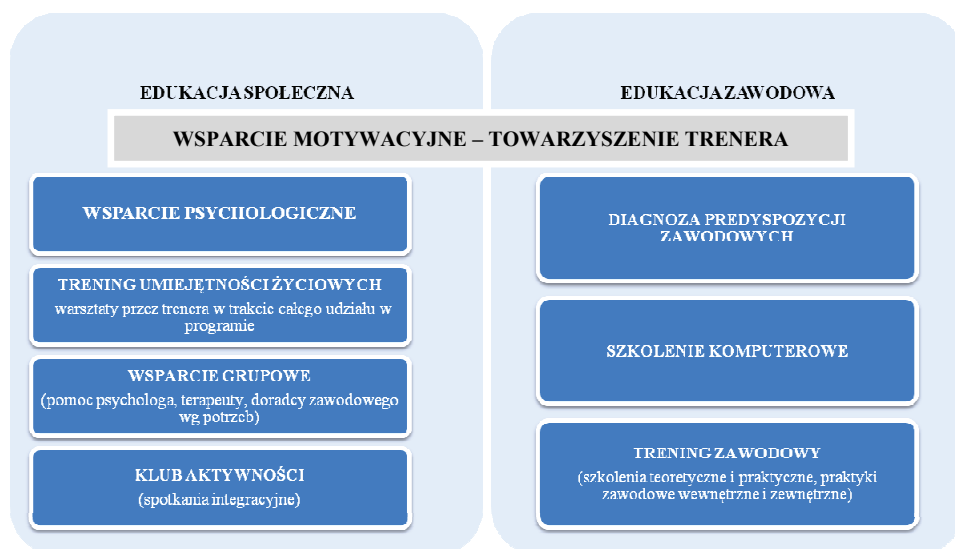 EDUKACJA SPOŁECZNA
EDUKACJA ZAWODOWA
WSPARCIE MOTYWACYJNE – TOWARZYSZENIE TRENERA
WSPARCIE PSYCHOLOGICZNE
TRENING UMIEJĘTNOŚCI ŻYCIOWYCH
warsztaty przez trenera w trakcie całego udziału w
programie
WSPARCIE GRUPOWE
(pomoc psychologa, terapeuty, doradcy zawodowego
wg potrzeb)
KLUB AKTYWNOŚCI
(spotkania integracyjne)
DIAGNOZA PREDYSPOZYCJI
ZAWODOWYCH
SZKOLENIE KOMPUTEROWE
TRENING ZAWODOWY
(szkolenia teoretyczne i praktyczne, praktyki
zawodowe wewnętrzne i zewnętrzne)